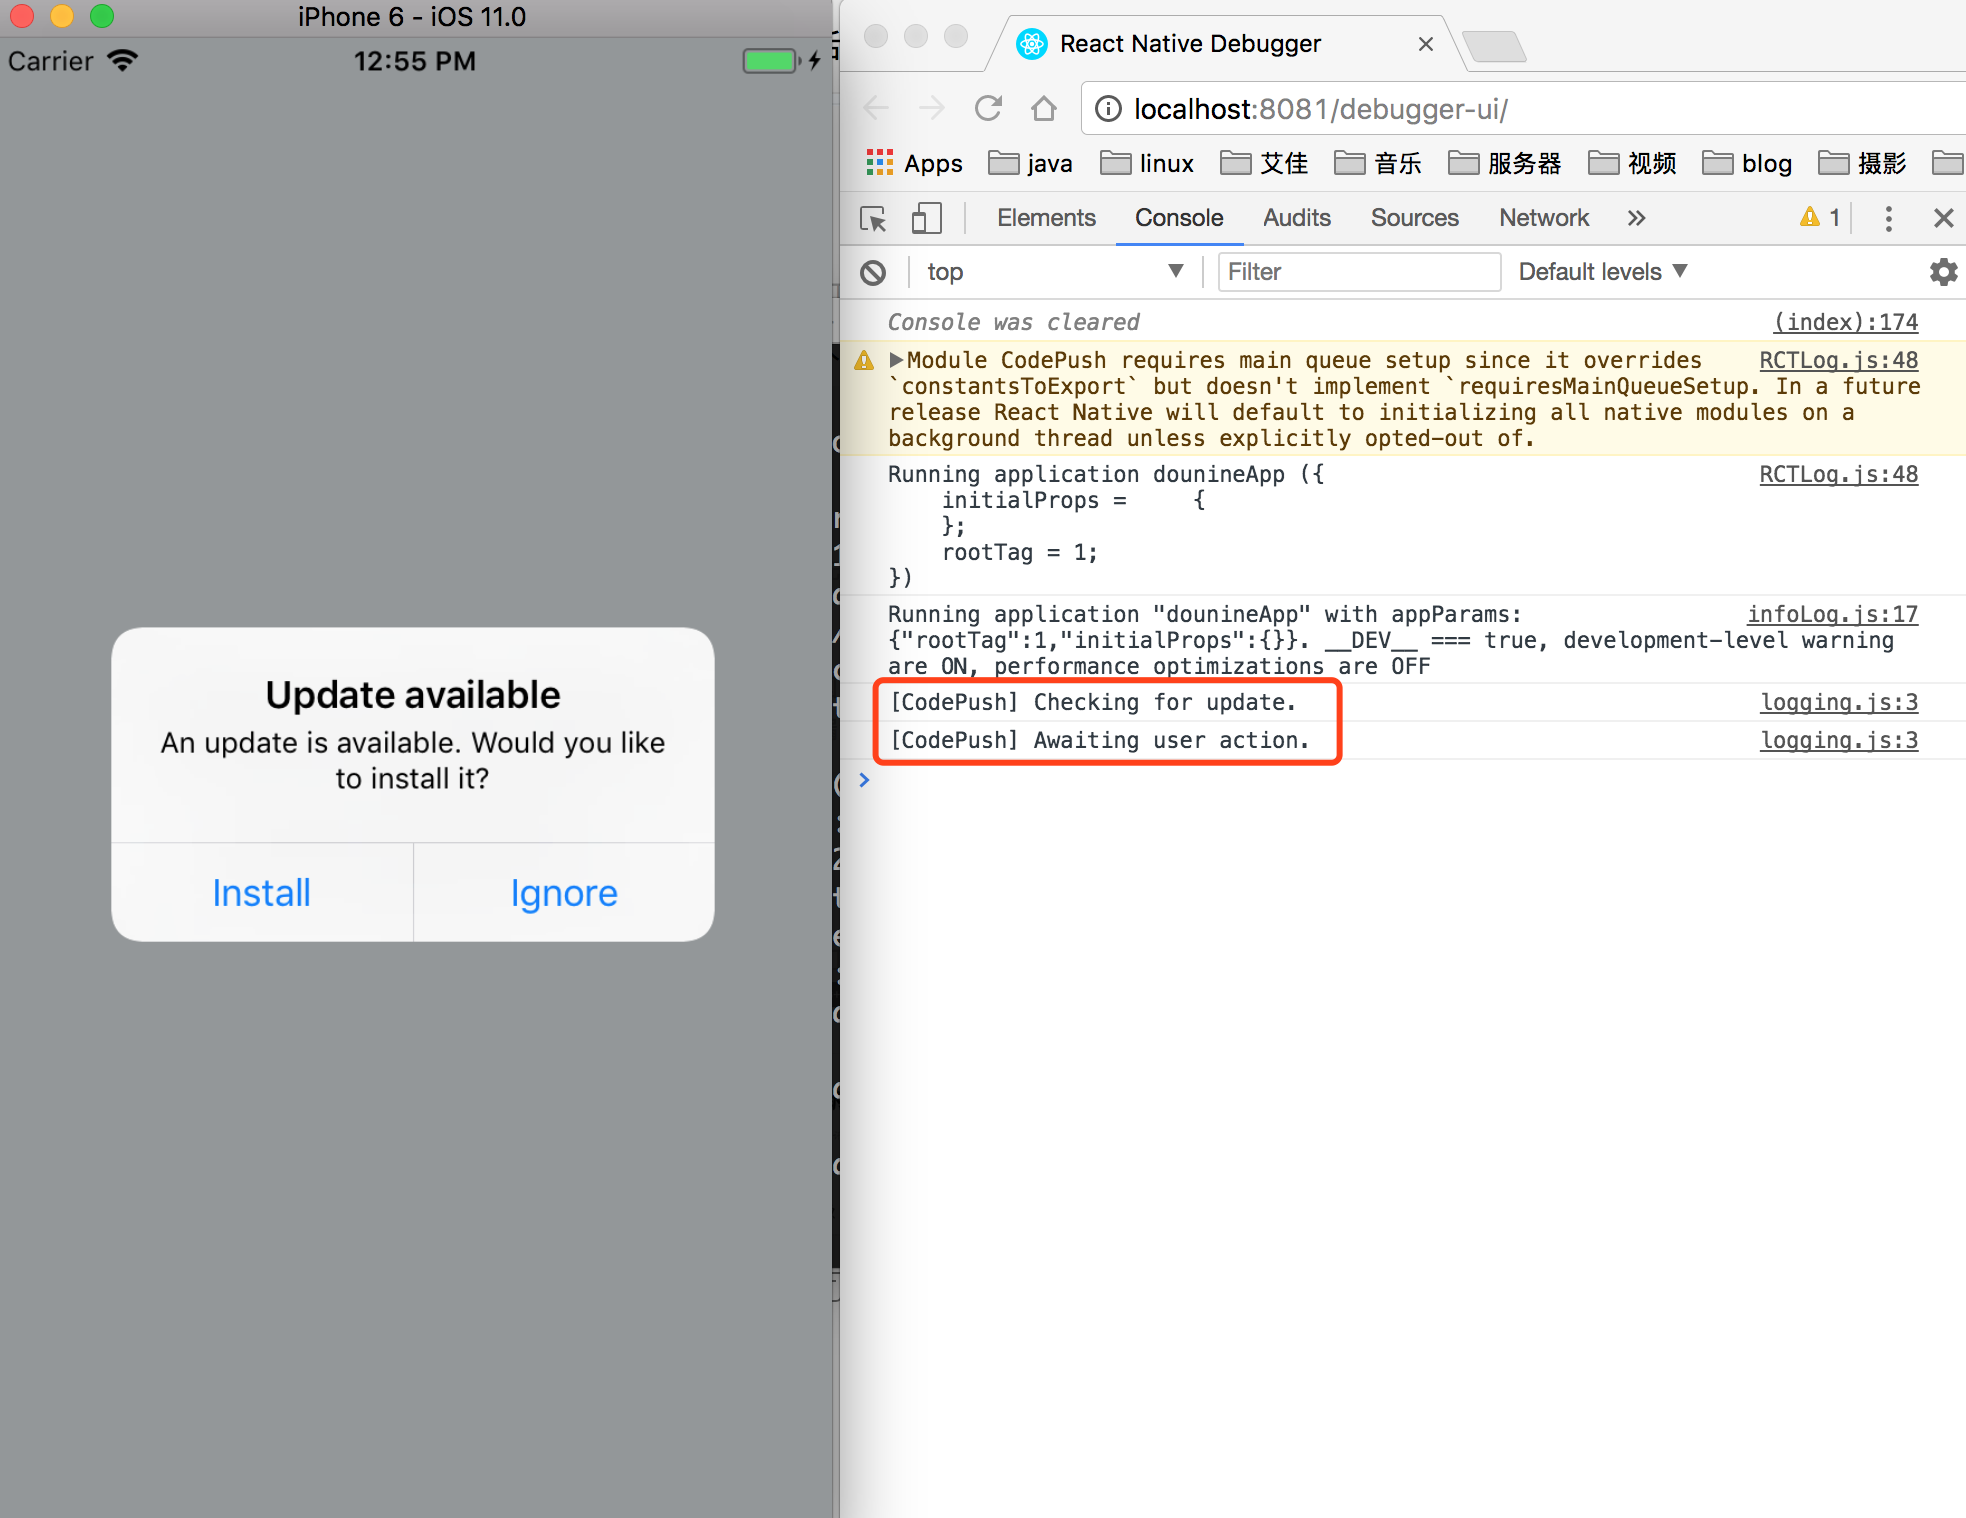 iPhone 6 - iOS 11.0
Carrier
12:55 PM
Update available
An update is available. Would you like
to install it?
Install
Ignore
React Native Debugger
localhost:8081/debugger-ui/
Apps
java
linux
艾佳
音乐
服务器
视频
blog
摄影
Elements
Console
Audits
Sources
Network
1
top
Filter
Default levels
Console was cleared
(index):174
Module CodePush requires main queue setup since it overrides
RCTLog.js:48
`constantsToExport` but doesn't implement `requiresMainQueueSetup. In a future
release React Native will default to initializing all native modules on a
background thread unless explicitly opted-out of.
Running application dounineApp ({
RCTLog.js:48
initialProps =     {
};
rootTag = 1;
})
Running application "dounineApp" with appParams:
infoLog.js:17
{"rootTag":1,"initialProps":{}}. __DEV__ === true, development-level warning
are ON, performance optimizations are OFF
[CodePush] Checking for update.
logging.js:3
[CodePush] Awaiting user action.
logging.js:3